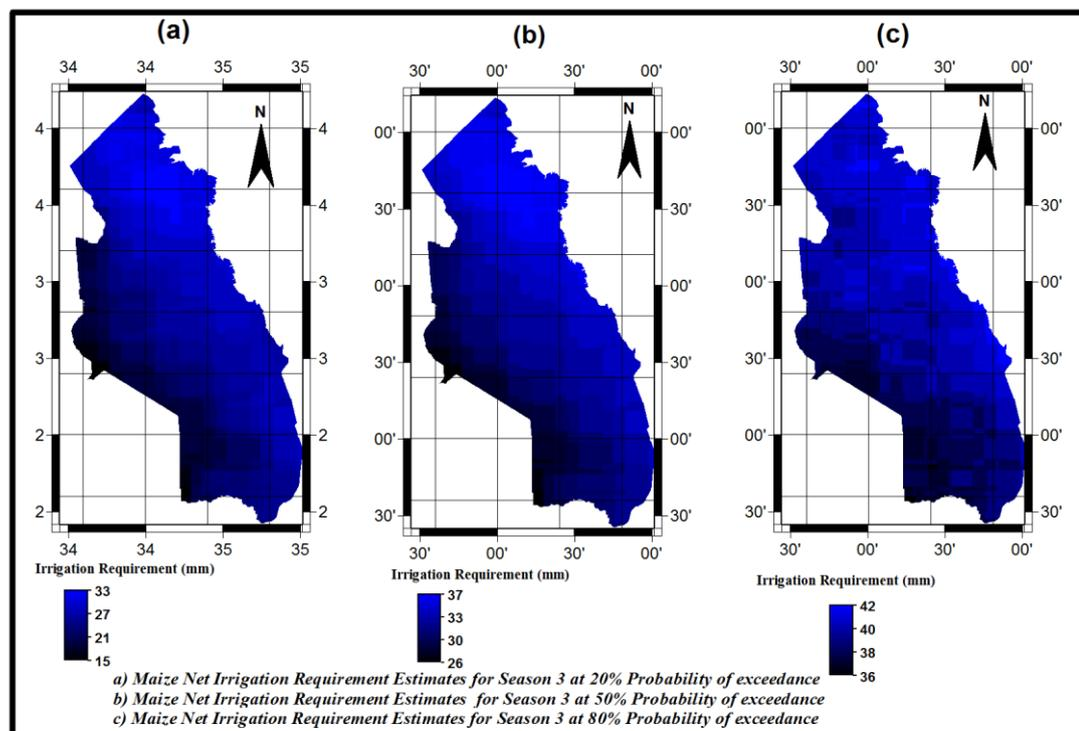 (a)
(b)
(c)
34 34 35 35
30' 00' 30' 00'
30' 00' 30' 00'
N
N
N
4 4 00' 00' 00' 00'
4 4 30' 30' 30' 30'
3 3 00' 00' 00' 00'
3 3 30' 30' 30' 30'
2 2 00' 00' 00' 00'
2 2 30' 30' 30' 30'
34 34 35 35
30' 00' 30' 00'
30' 00' 30' 00'
Irrigation Requirement (mm)
33
27
21
15
Irrigation Requirement (mm)
37
33
30
26
Irrigation Requirement (mm)
42
40
38
36
a) Maize Net Irrigation Requirement Estimates for Season 3 at 20% Probability of exceedance
b) Maize Net Irrigation Requirement Estimates for Season 3 at 50% Probability of exceedance
c) Maize Net Irrigation Requirement Estimates for Season 3 at 80% Probability of exceedance